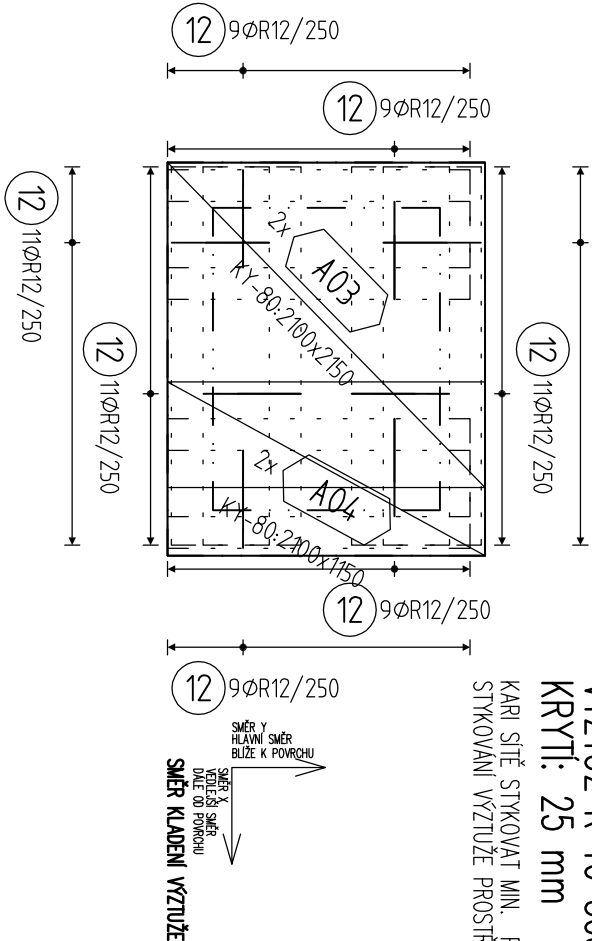 12 9ØR12/250
12 9ØR12/250
12 11ØR12/250
12 11ØR12/250
12 11ØR12/250
2x
A03
KY-80:2100x2150
2x
A04
KY-80:2100x1150
12 9ØR12/250
12 9ØR12/250
SMĚR Y
HLAVNÍ SMĚR
BLÍŽE K POVRCHU
SMĚR X
VEDLEJŠÍ SMĚR
DÁLE OD POVRCHU
SMĚR KLADENÍ VÝZTUŽE
KRYTÍ: 25 mm
KARI SÍTĚ STYKOVAT MIN.
STYKOVÁNÍ VÝZTUŽE